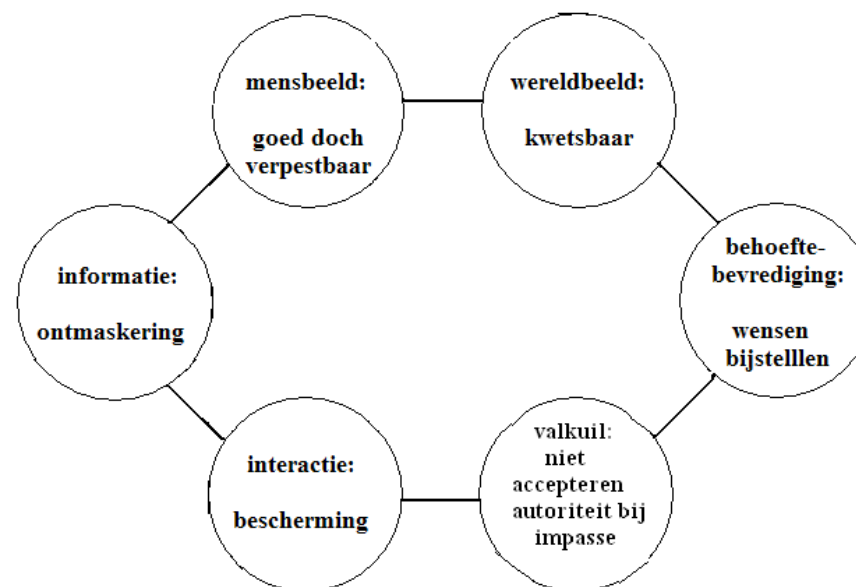 mensbeeld:
goed doch
verpestbaar
wereldbeeld:
kwetsbaar
behoefte-
bevrediging:
wensen
bijstelllen
valkuil:
niet
accepteren
autoriteit bij
impasse
interactie:
bescherming
informatie:
ontmaskering